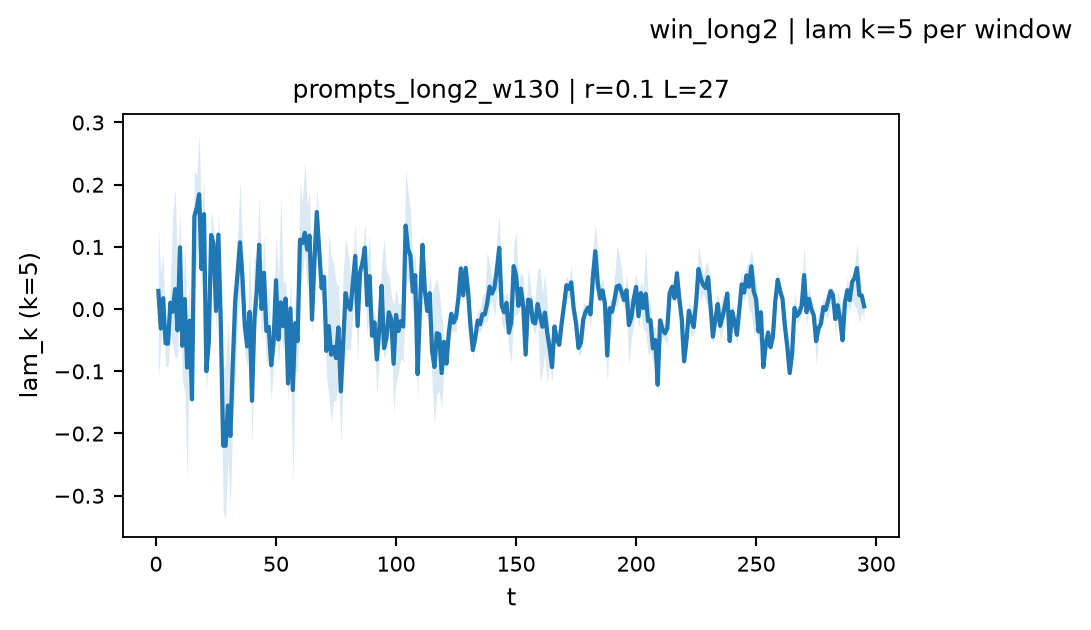 win_long2 | lam k=5 per window
prompts_long2_w130 | r=0.1 L=27
lam_k (k=5)
0.3
0.2
0.1
0.0
−0.1
−0.2
−0.3
0 50 100 150 200 250 300
t